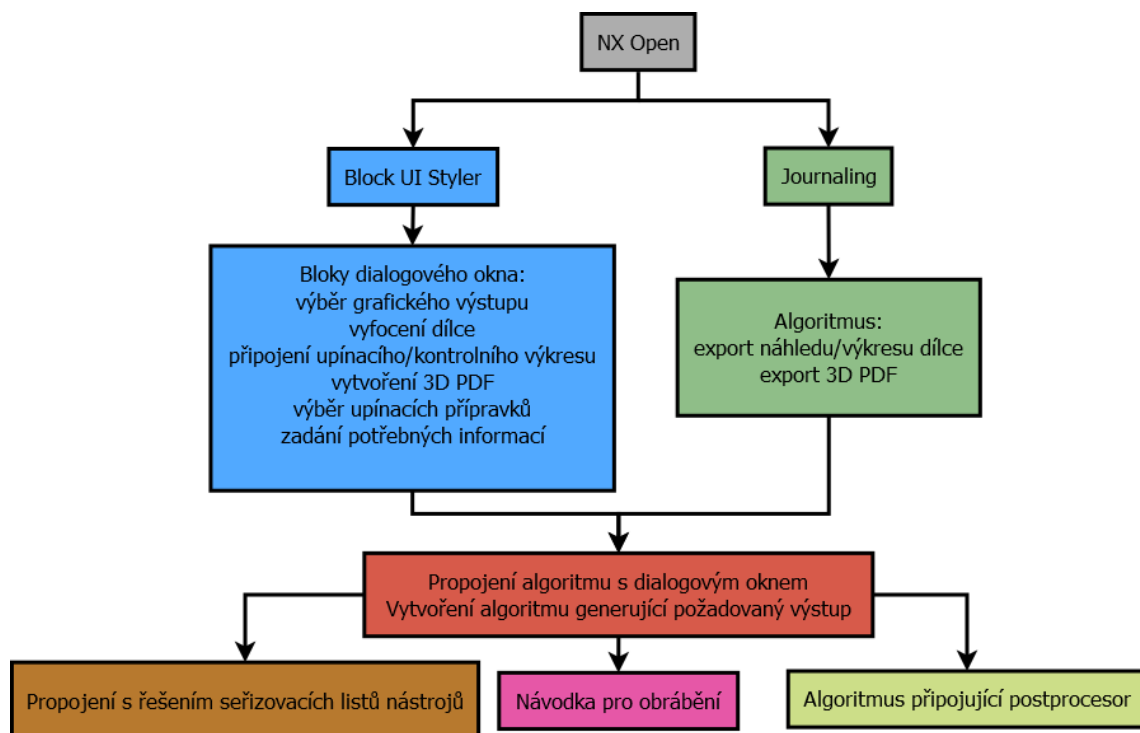 NX Open
Block UI Styler
Journaling
Bloky dialogového okna:
výběr grafického výstupu
vyfocení dílce
připojení upínacího/kontrolního výkresu
vytvoření 3D PDF
výběr upínacích přípravků
zadání potřebných informací
Algoritmus:
export náhledu/výkresu dílce
export 3D PDF
Propojení algoritmu s dialogovým oknem
Vytvoření algoritmu generující požadovaný výstup
Propojení s řešením seřizovacích listů nástrojů
Návodka pro obrábění
Algoritmus připojující postprocesor